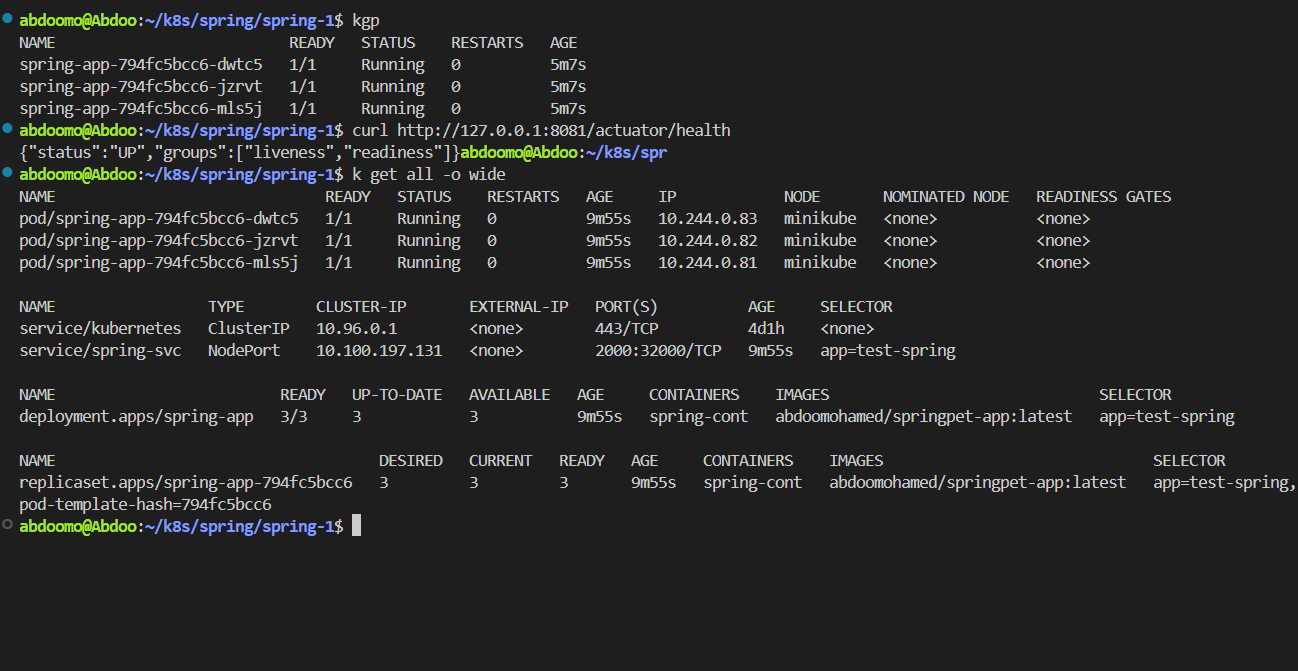 abdoomo@Abdoo:~/k8s/spring/spring-1$ kgp
NAME                          READY   STATUS    RESTARTS   AGE
spring-app-794fc5bcc6-dwtc5   1/1     Running   0          5m7s
spring-app-794fc5bcc6-jzrvt   1/1     Running   0          5m7s
spring-app-794fc5bcc6-mls5j   1/1     Running   0          5m7s
abdoomo@Abdoo:~/k8s/spring/spring-1$ curl http://127.0.0.1:8081/actuator/health
{"status":"UP","groups":["liveness","readiness"]}abdoomo@Abdoo:~/k8s/spr
abdoomo@Abdoo:~/k8s/spring/spring-1$ k get all -o wide
NAME                              READY   STATUS    RESTARTS   AGE     IP            NODE       NOMINATED NODE   READINESS GATES
pod/spring-app-794fc5bcc6-dwtc5   1/1     Running   0          9m55s   10.244.0.83   minikube   <none>           <none>
pod/spring-app-794fc5bcc6-jzrvt   1/1     Running   0          9m55s   10.244.0.82   minikube   <none>           <none>
pod/spring-app-794fc5bcc6-mls5j   1/1     Running   0          9m55s   10.244.0.81   minikube   <none>           <none>

NAME                 TYPE        CLUSTER-IP       EXTERNAL-IP   PORT(S)          AGE     SELECTOR
service/kubernetes   ClusterIP   10.96.0.1        <none>        443/TCP          4d1h    <none>
service/spring-svc   NodePort    10.100.197.131   <none>        2000:32000/TCP   9m55s   app=test-spring

NAME                         READY   UP-TO-DATE   AVAILABLE   AGE     CONTAINERS    IMAGES                              SELECTOR
deployment.apps/spring-app   3/3     3            3           9m55s   spring-cont   abdoomohamed/springpet-app:latest   app=test-spring

NAME                                    DESIRED   CURRENT   READY   AGE     CONTAINERS    IMAGES                              SELECTOR
replicaset.apps/spring-app-794fc5bcc6   3         3         3       9m55s   spring-cont   abdoomohamed/springpet-app:latest   app=test-spring,
pod-template-hash=794fc5bcc6
abdoomo@Abdoo:~/k8s/spring/spring-1$